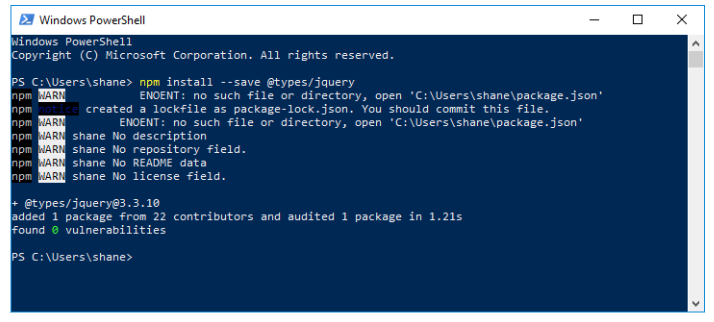 Windows PowerShell
Windows PowerShell
Copyright (C) Microsoft Corporation. All rights reserved.
PS C:\Users\shane> npm install --save @types/jquery
npm WARN ENOENT: no such file or directory, open 'C:\Users\shane\package.json'
npm notice created a lockfile as package-lock.json. You should commit this file.
npm WARN ENOENT: no such file or directory, open 'C:\Users\shane\package.json'
npm WARN shane No description
npm WARN shane No repository field.
npm WARN shane No README data
npm WARN shane No license field.
+ @types/jquery@3.3.10
added 1 package from 22 contributors and audited 1 package in 1.21s
found 0 vulnerabilities
PS C:\Users\shane>